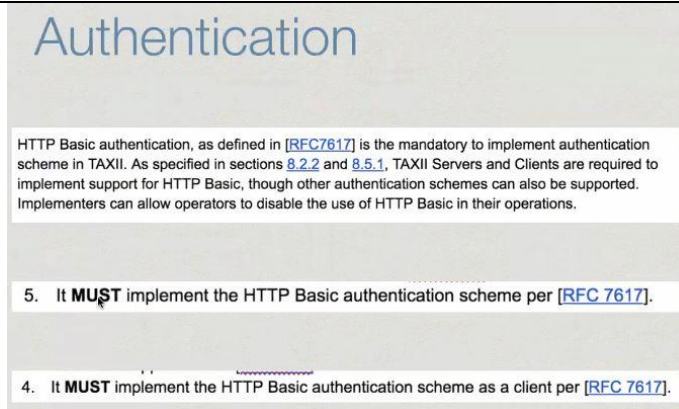 Authentication
HTTP Basic authentication, as defined in [RFC7617] is the mandatory to implement authentication
scheme in TAXII. As specified in sections 8.2.2 and 8.5.1, TAXII Servers and Clients are required to
implement support for HTTP Basic, though other authentication schemes can also be supported.
Implementers can allow operators to disable the use of HTTP Basic in their operations.
5. It MUST implement the HTTP Basic authentication scheme per [RFC 7617].
4. It MUST implement the HTTP Basic authentication scheme as a client per [RFC 7617].